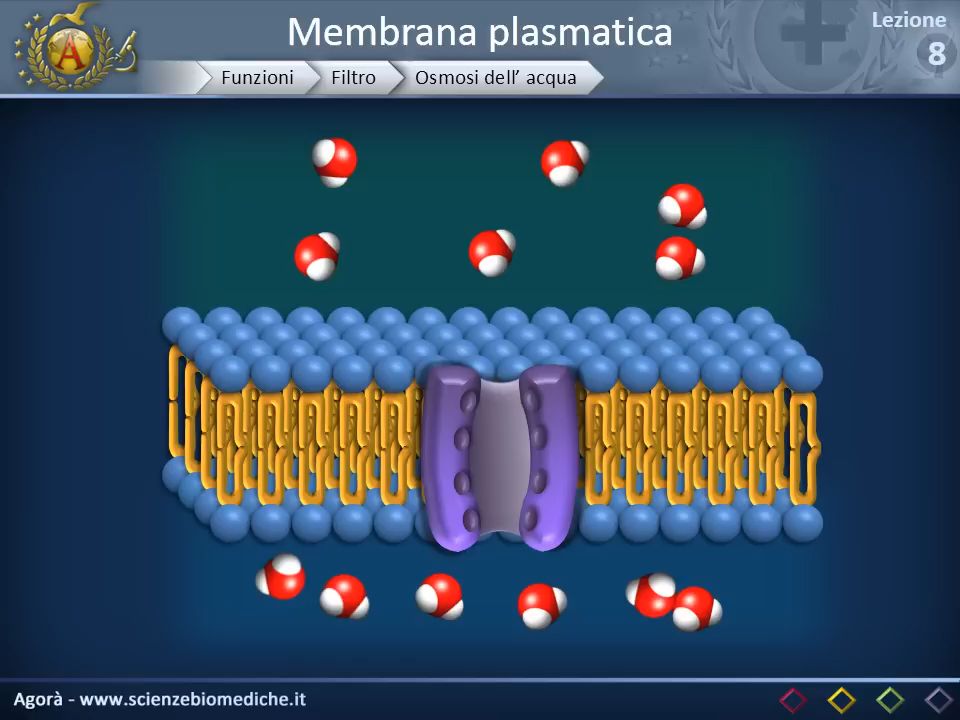 Membrana plasmatica
Lezione
8
Funzioni
Filtro
Osmosi dell’ acqua
A
Agorà - www.scienzebiomediche.it